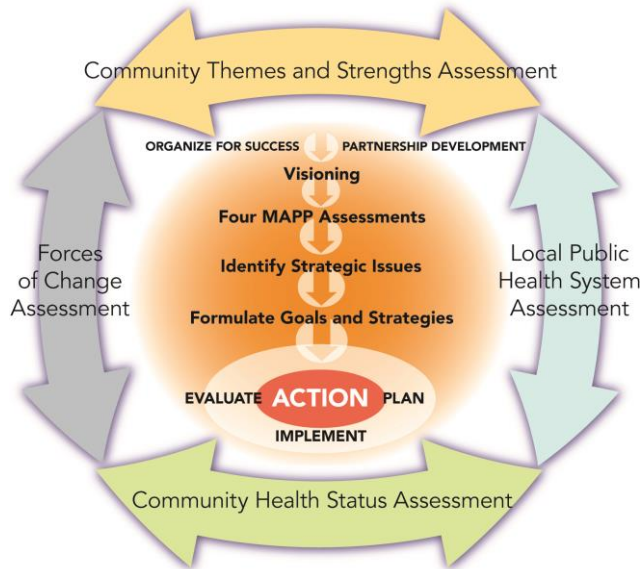 Community Themes and Strengths Assessment
ORGANIZE FOR SUCCESS PARTNERSHIP DEVELOPMENT
Visioning
Four MAPP Assessments
Identify Strategic Issues
Formulate Goals and Strategies
EVALUATE ACTION PLAN
IMPLEMENT
Forces
of Change
Assessment
Local Public
Health System
Assessment
Community Health Status Assessment